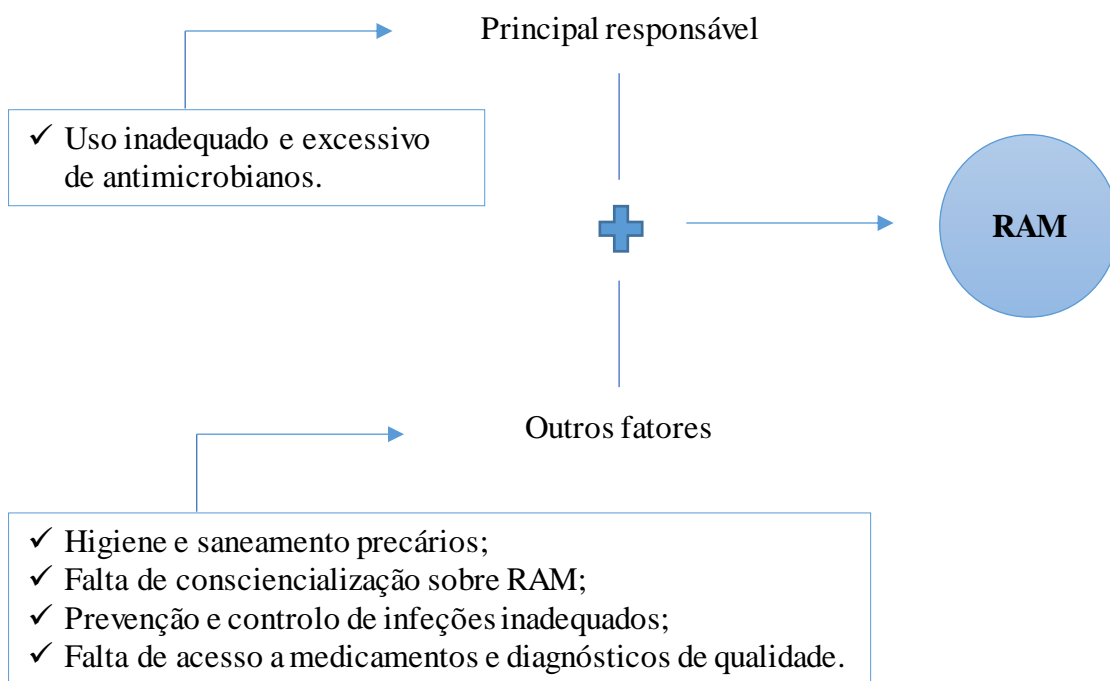 Principal responsável
✓ Uso inadequado e excessivo
de antimicrobianos.
RAM
Outros fatores
✓ Higiene e saneamento precários;
✓ Falta de consciencialização sobre RAM;
✓ Prevenção e controlo de infeções inadequados;
✓ Falta de acesso a medicamentos e diagnósticos de qualidade.